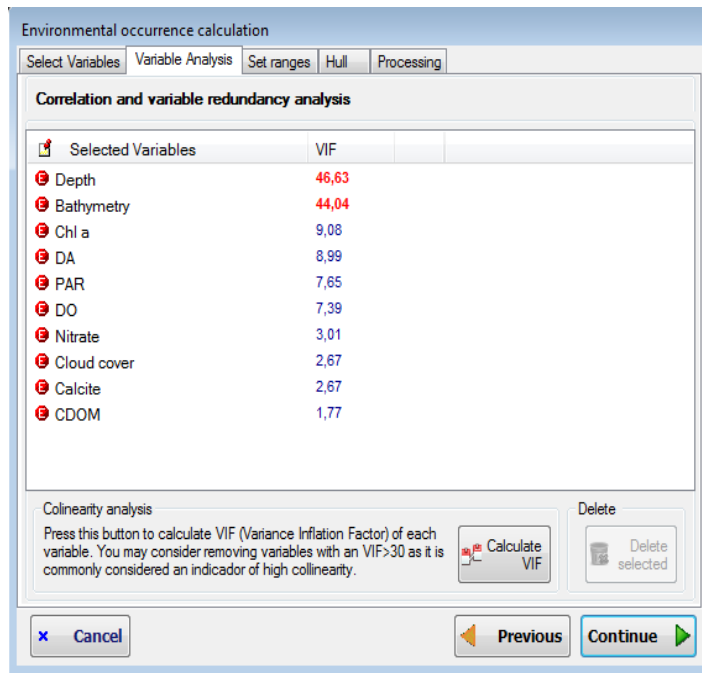 Environmental occurrence calculation
Select Variables Variable Analysis Set ranges Hull Processing
Correlation and variable redundancy analysis
Selected Variables VIF
E Depth 46,63
E Bathymetry 44,04
E Chl a 9,08
E DA 8,99
E PAR 7,65
E DO 7,39
E Nitrate 3,01
E Cloud cover 2,67
E Calcite 2,67
E CDOM 1,77
Colinearity analysis
Press this button to calculate VIF (Variance Inflation Factor) of each
variable. You may consider removing variables with an VIF>30 as it is
commonly considered an indicador of high collinearity.
Calculate
VIF
Delete
Delete
selected
Cancel
Previous
Continue